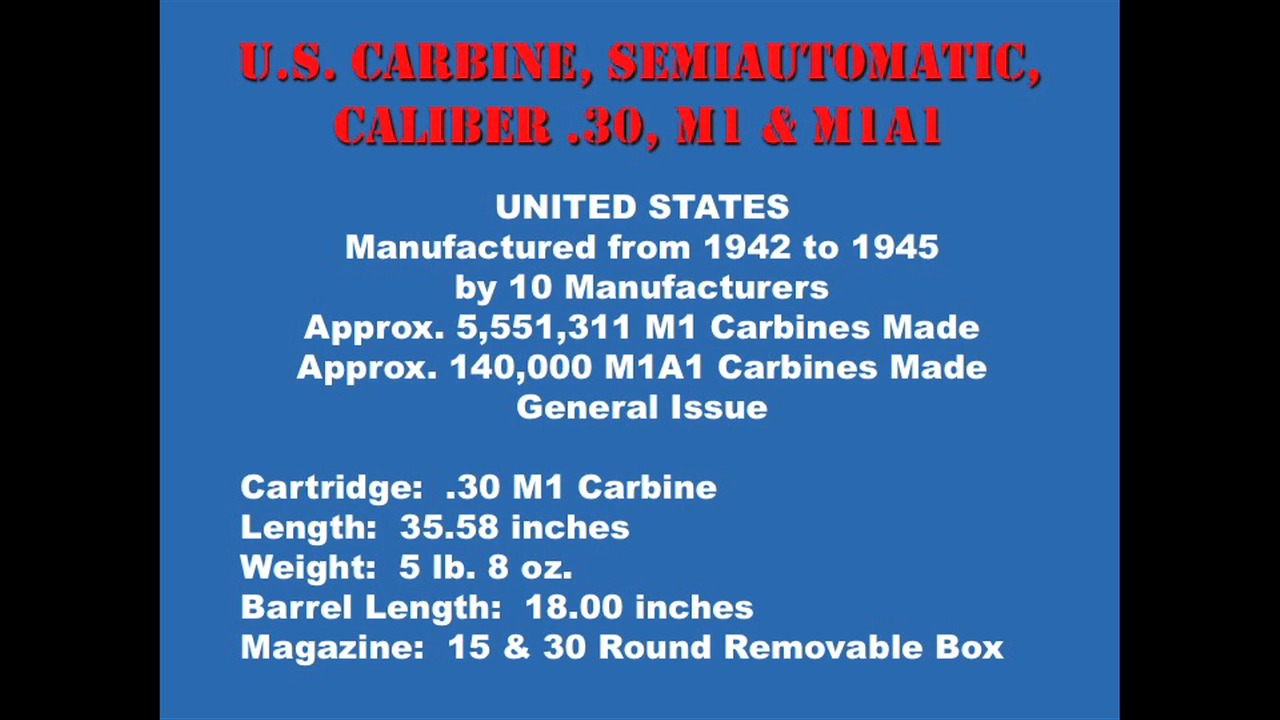 U.S. CARBINE, SEMIAUTOMATIC,
CALIBER .30, M1 & M1A1
UNITED STATES
Manufactured from 1942 to 1945
by 10 Manufacturers
Approx. 5,551,311 M1 Carbines Made
Approx. 140,000 M1A1 Carbines Made
General Issue
Cartridge:  .30 M1 Carbine
Length:  35.58 inches
Weight:  5 lb. 8 oz.
Barrel Length:  18.00 inches
Magazine:  15 & 30 Round Removable Box